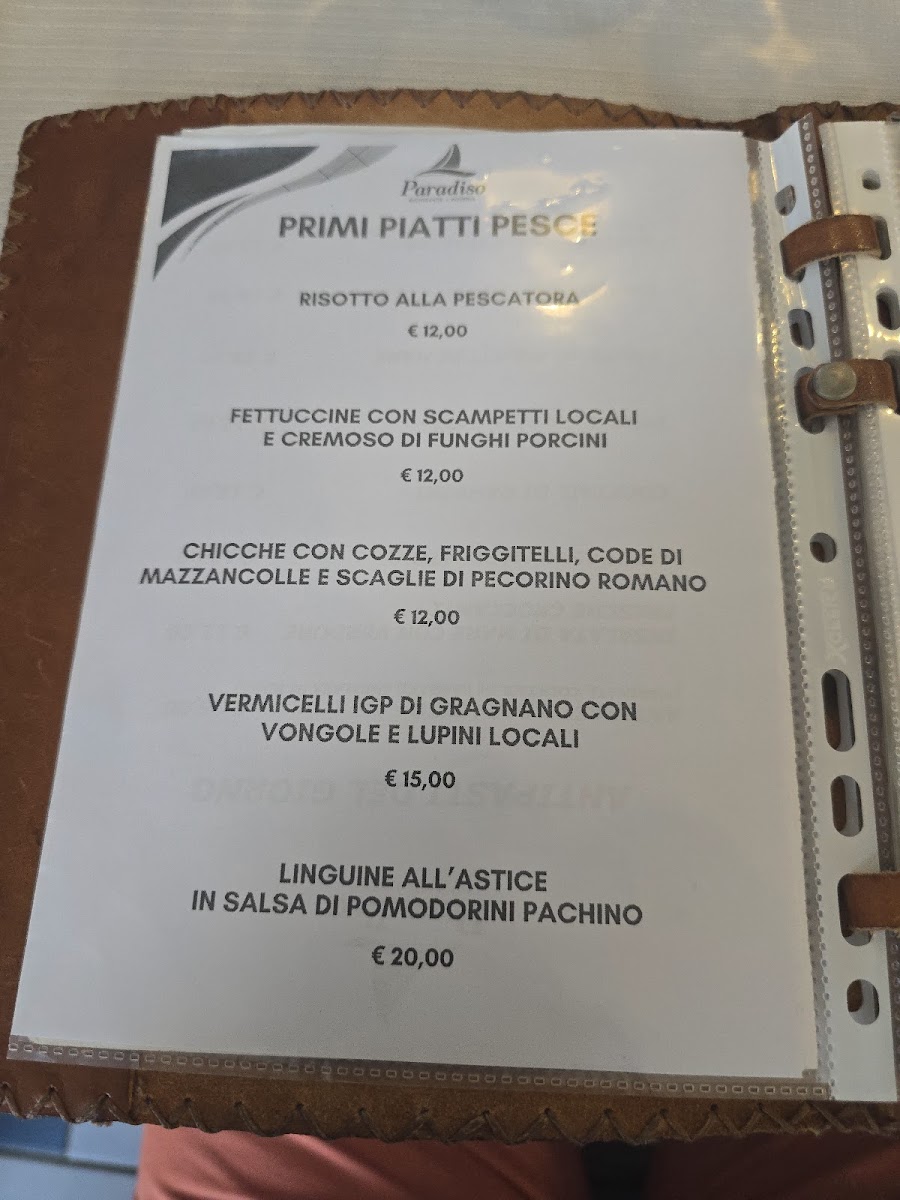 Paradiso
PRIMI PIATTI PESCE
RISOTTO ALLA PESCATORA
€ 12,00
FETTUCCINE CON SCAMPETTI LOCALI
E CREMOSO DI FUNGHI PORCINI
€ 12,00
CHICCHE CON COZZE, FRIGGITELLI, CODE DI
MAZZANCOLLE E SCAGLIE DI PECORINO ROMANO
€ 12,00
VERMICELLI IGP DI GRAGNANO CON
VONGOLE E LUPINI LOCALI
€ 15,00
LINGUINE ALL'ASTICE
IN SALSA DI POMODORINI PACHINO
€ 20,00